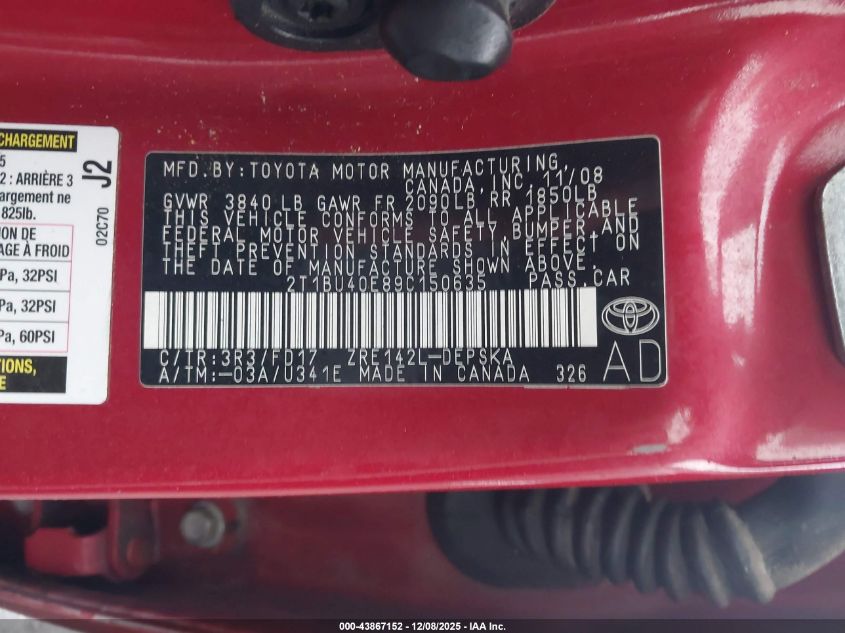 CHARGEMENT
5
2 : ARRIÈRE 3
argement ne
825lb.
ION DE
AGE À FROID
Pa, 32PSI
Pa, 32PSI
Pa, 60PSI
J2
02C70
MFD.BY:TOYOTA MOTOR MANUFACTURING,
CANADA, INC. 11/08
GVWR 3840 LB GAWR FR 2090LB RR 1850LB
THIS VEHICLE CONFORMS TO ALL APPLICABLE
FEDERAL MOTOR VEHICLE SAFETY, BUMPER, AND
THEFT PREVENTION STANDARDS IN EFFECT ON
THE DATE OF MANUFACTURE SHOWN ABOVE.
2T1BU40E89C150635 PASS.CAR
C/TR:3R3/FD17 ZRE142L-DEPSKA
A/TM:-03A/U341E MADE IN CANADA 326
AD
000-43867152 - 12/08/2025 - IAA Inc.